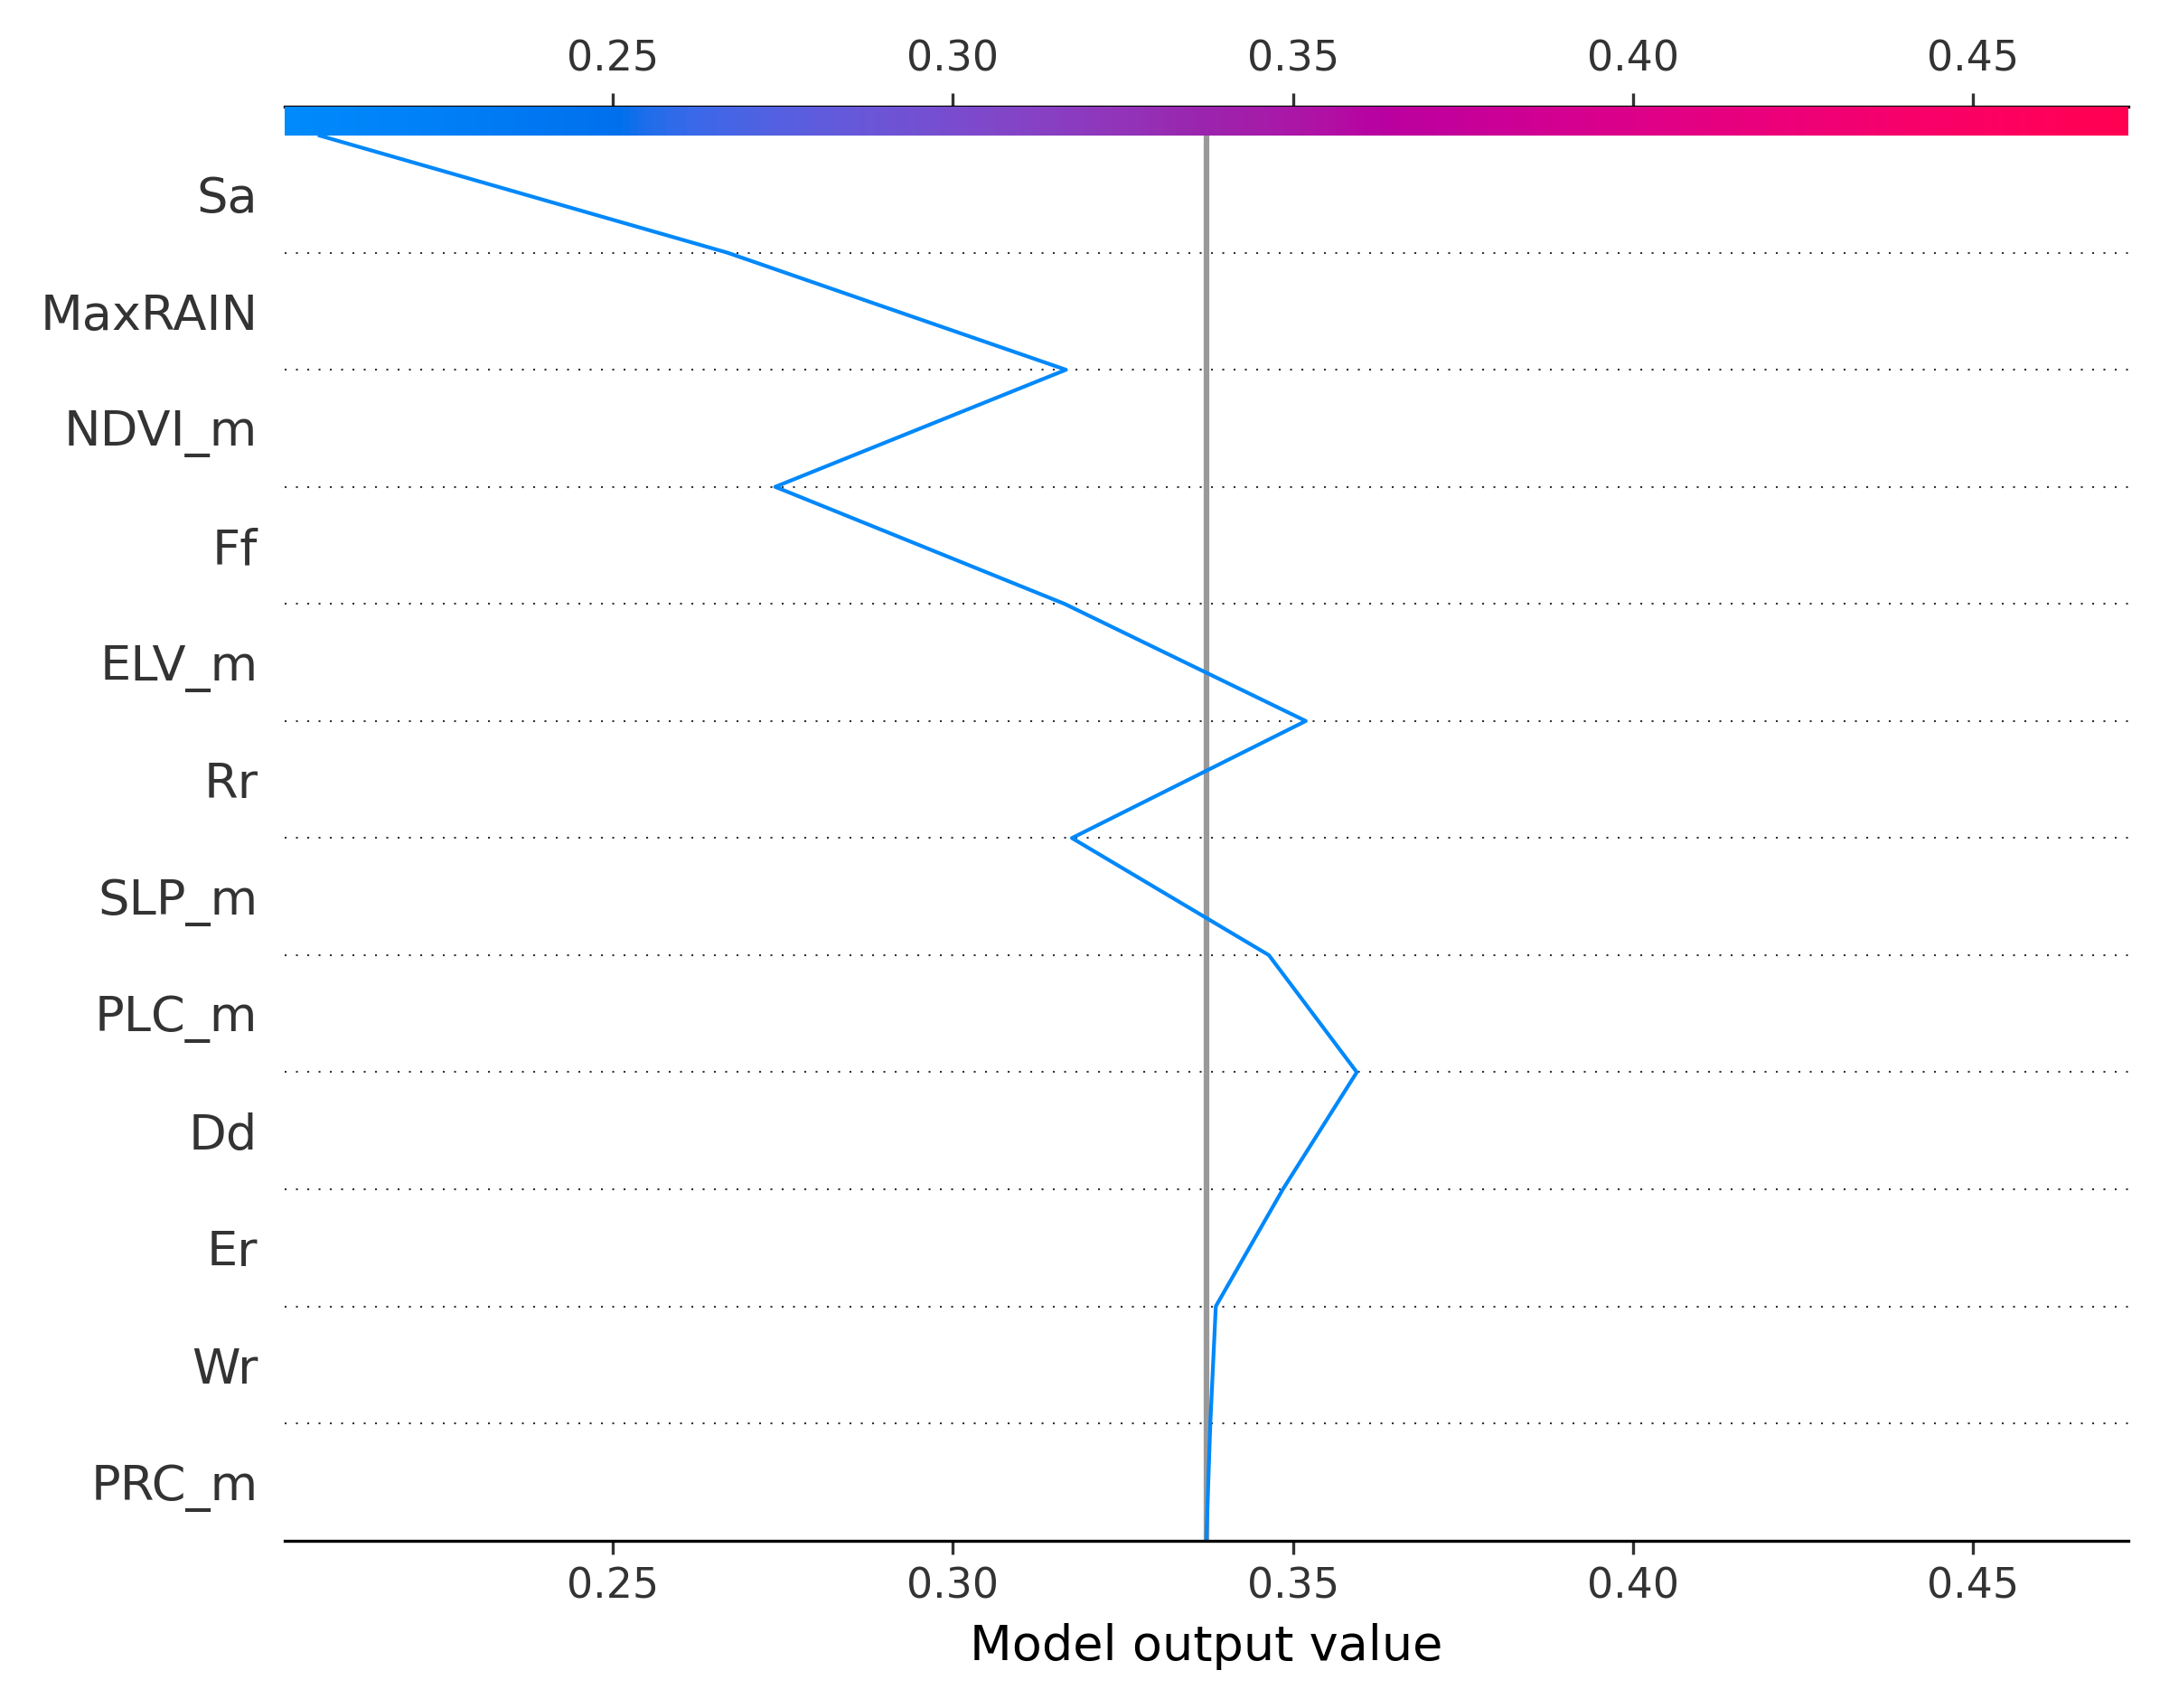 0.25 0.30 0.35 0.40 0.45
Sa
MaxRAIN
NDVI_m
Ff
ELV_m
Rr
SLP_m
PLC_m
Dd
Er
Wr
PRC_m
0.25 0.30 0.35 0.40 0.45
Model output value